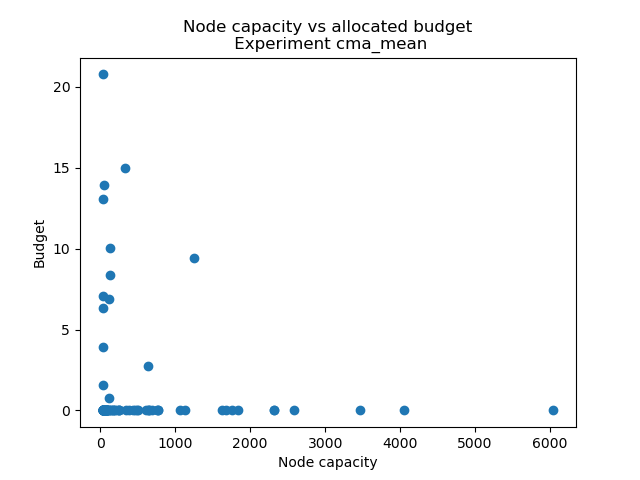 Node capacity vs allocated budget
Experiment cma_mean
20
15
10
5
0
Budget
0 1000 2000 3000 4000 5000 6000
Node capacity